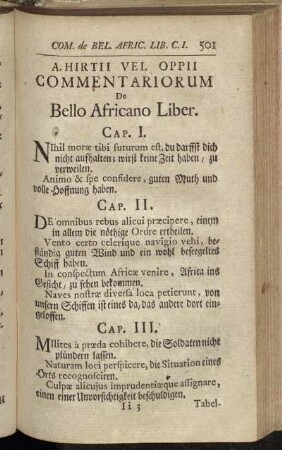 COM. de BEL. AFRIC. LIB. C. I. 501
A. HIRTII VEL OPPII
COMMENTARIORUM
De
Bello Africano Liber.
CAP. I.
NIhil moræ tibi futurum est, du darffst dich
nicht auffhalten; wirst keine Zeit haben, zu
verweilen.
Animo & spe confidere, guten Muth und
volle Hoffnung haben.
CAP. II.
DE omnibus rebus alicui præcipere, einem
in allem die nöthige Ordre ertheilen.
Vento certo celerique navigio vehi, be-
ständig guten Wind und ein wohl besegeltes
Schiff haben.
In conspectum Africæ venire, Africa ins
Gesicht, zu sehen bekommen.
Naves nostræ diversa loca petierunt, von
unsern Schiffen ist eines da, das andere dort ein-
geloffen.
CAP. III.
MIlites à præda cohibere, die Soldaten nicht
plündern lassen.
Naturam loci perspicere, die Situation eines
Orts recognosciren.
Culpæ alicujus imprudentiæque assignare,
einen einer Unvorsichtigkeit beschuldigen.
Ii 3 Tabel-